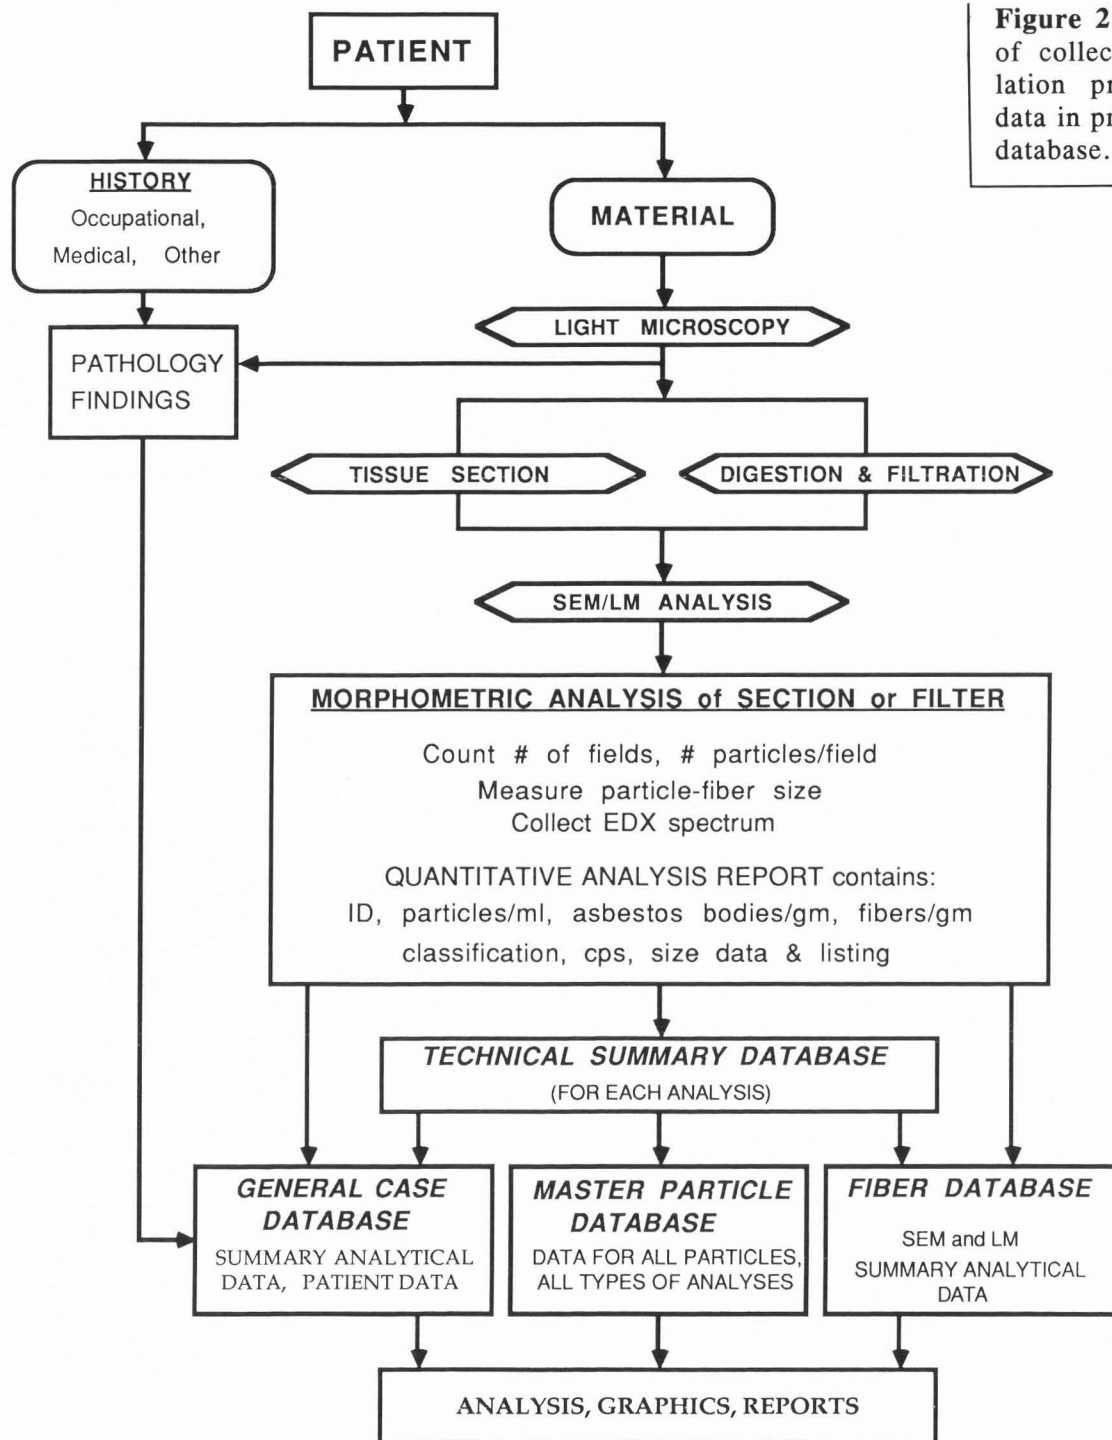 PATIENT
Figure 2
of collec
lation pr
data in pr
database.
HISTORY
Occupational,
Medical, Other
MATERIAL
LIGHT MICROSCOPY
PATHOLOGY
FINDINGS
TISSUE SECTION
DIGESTION & FILTRATION
SEM/LM ANALYSIS
MORPHOMETRIC ANALYSIS of SECTION or FILTER
Count # of fields, # particles/field
Measure particle-fiber size
Collect EDX spectrum
QUANTITATIVE ANALYSIS REPORT contains:
ID, particles/ml, asbestos bodies/gm, fibers/gm
classification, cps, size data & listing
TECHNICAL SUMMARY DATABASE
(FOR EACH ANALYSIS)
GENERAL CASE
DATABASE
SUMMARY ANALYTICAL
DATA, PATIENT DATA
MASTER PARTICLE
DATABASE
DATA FOR ALL PARTICLES,
ALL TYPES OF ANALYSES
FIBER DATABASE
SEM and LM
SUMMARY ANALYTICAL
DATA
ANALYSIS, GRAPHICS, REPORTS